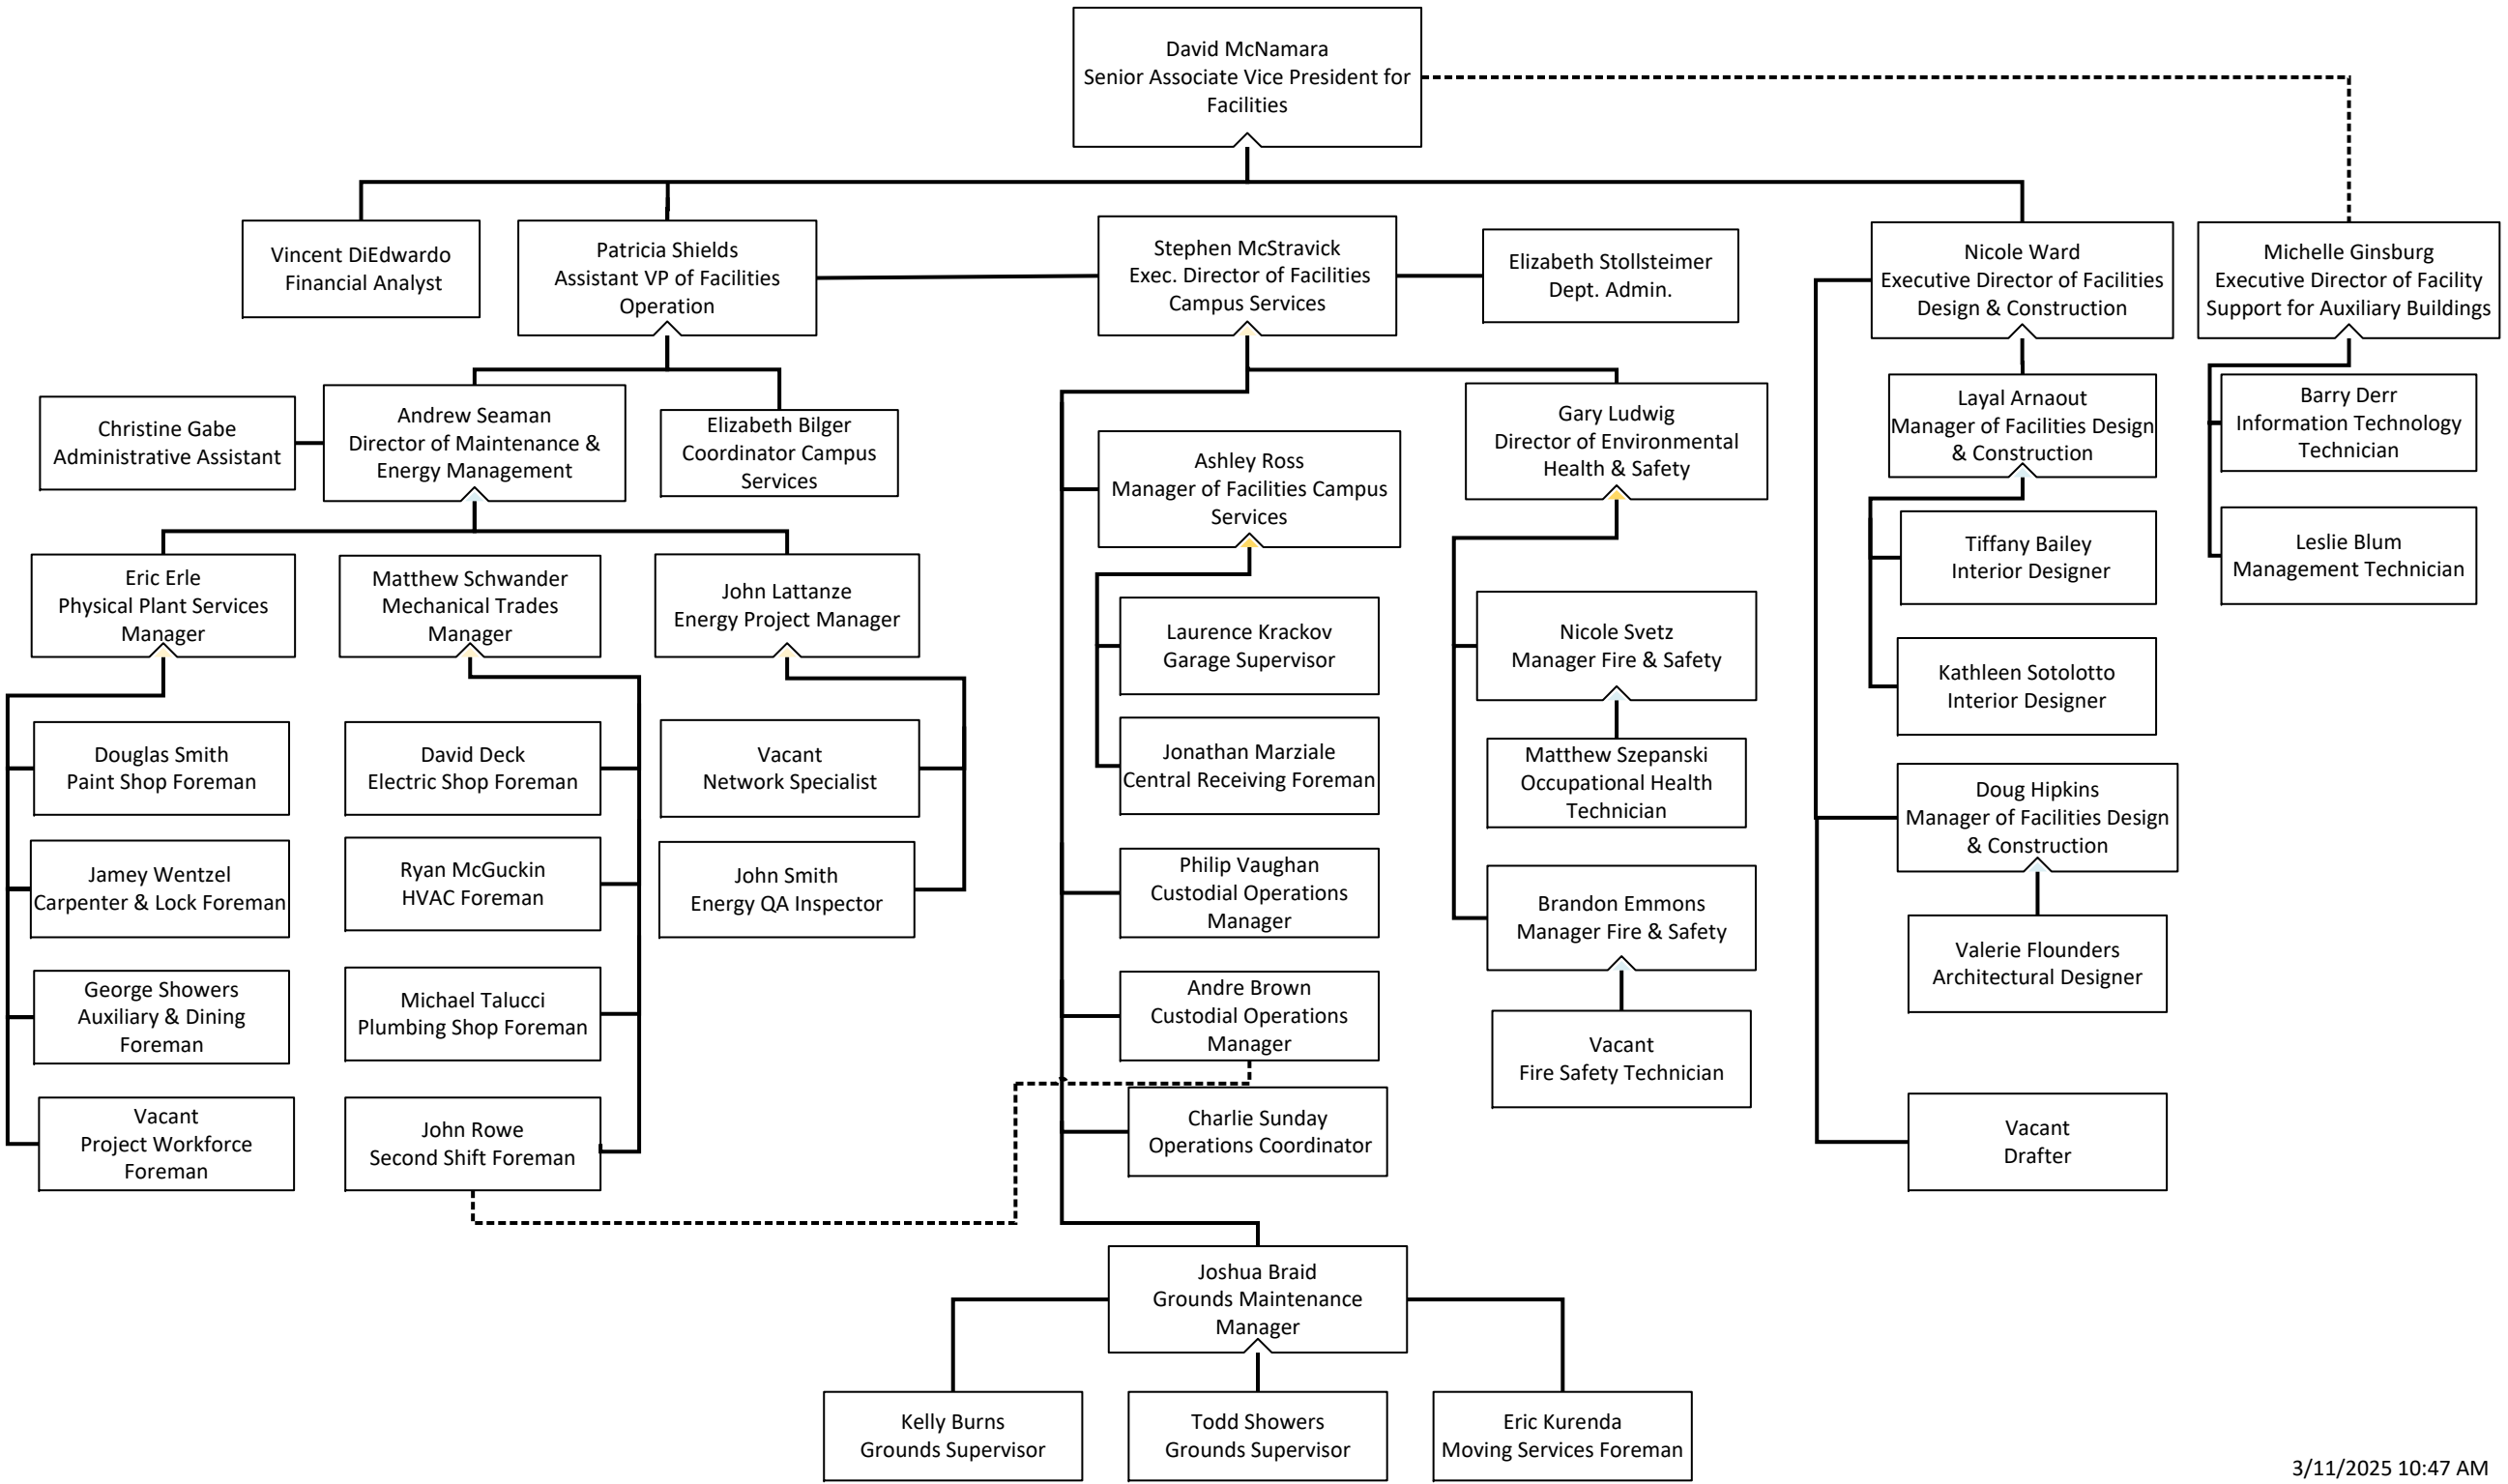 David McNamara
Senior Associate Vice President for
Facilities
Vincent DiEdwardo
Financial Analyst
Patricia Shields
Assistant VP of Facilities
Operation
Stephen McStravick
Exec. Director of Facilities
Campus Services
Elizabeth Stollsteimer
Dept. Admin.
Nicole Ward
Executive Director of Facilities
Design & Construction
Michelle Ginsburg
Executive Director of Facility
Support for Auxiliary Buildings
Christine Gabe
Administrative Assistant
Andrew Seaman
Director of Maintenance &
Energy Management
Elizabeth Bilger
Coordinator Campus
Services
Eric Erle
Physical Plant Services
Manager
Matthew Schwander
Mechanical Trades
Manager
John Lattanze
Energy Project Manager
Douglas Smith
Paint Shop Foreman
Jamey Wentzel
Carpenter & Lock Foreman
George Showers
Auxiliary & Dining
Foreman
Vacant
Project Workforce
Foreman
David Deck
Electric Shop Foreman
Ryan McGuckin
HVAC Foreman
Michael Talucci
Plumbing Shop Foreman
John Rowe
Second Shift Foreman
Vacant
Network Specialist
John Smith
Energy QA Inspector
Ashley Ross
Manager of Facilities Campus
Services
Laurence Krackov
Garage Supervisor
Jonathan Marziale
Central Receiving Foreman
Philip Vaughan
Custodial Operations
Manager
Andre Brown
Custodial Operations
Manager
Charlie Sunday
Operations Coordinator
Gary Ludwig
Director of Environmental
Health & Safety
Nicole Svetz
Manager Fire & Safety
Matthew Szepanski
Occupational Health
Technician
Brandon Emmons
Manager Fire & Safety
Vacant
Fire Safety Technician
Layal Arnaout
Manager of Facilities Design
& Construction
Tiffany Bailey
Interior Designer
Kathleen Sotolotto
Interior Designer
Doug Hipkins
Manager of Facilities Design
& Construction
Valerie Flounders
Architectural Designer
Vacant
Drafter
Barry Derr
Information Technology
Technician
Leslie Blum
Management Technician
Joshua Braid
Grounds Maintenance
Manager
Kelly Burns
Grounds Supervisor
Todd Showers
Grounds Supervisor
Eric Kurenda
Moving Services Foreman
3/11/2025 10:47 AM